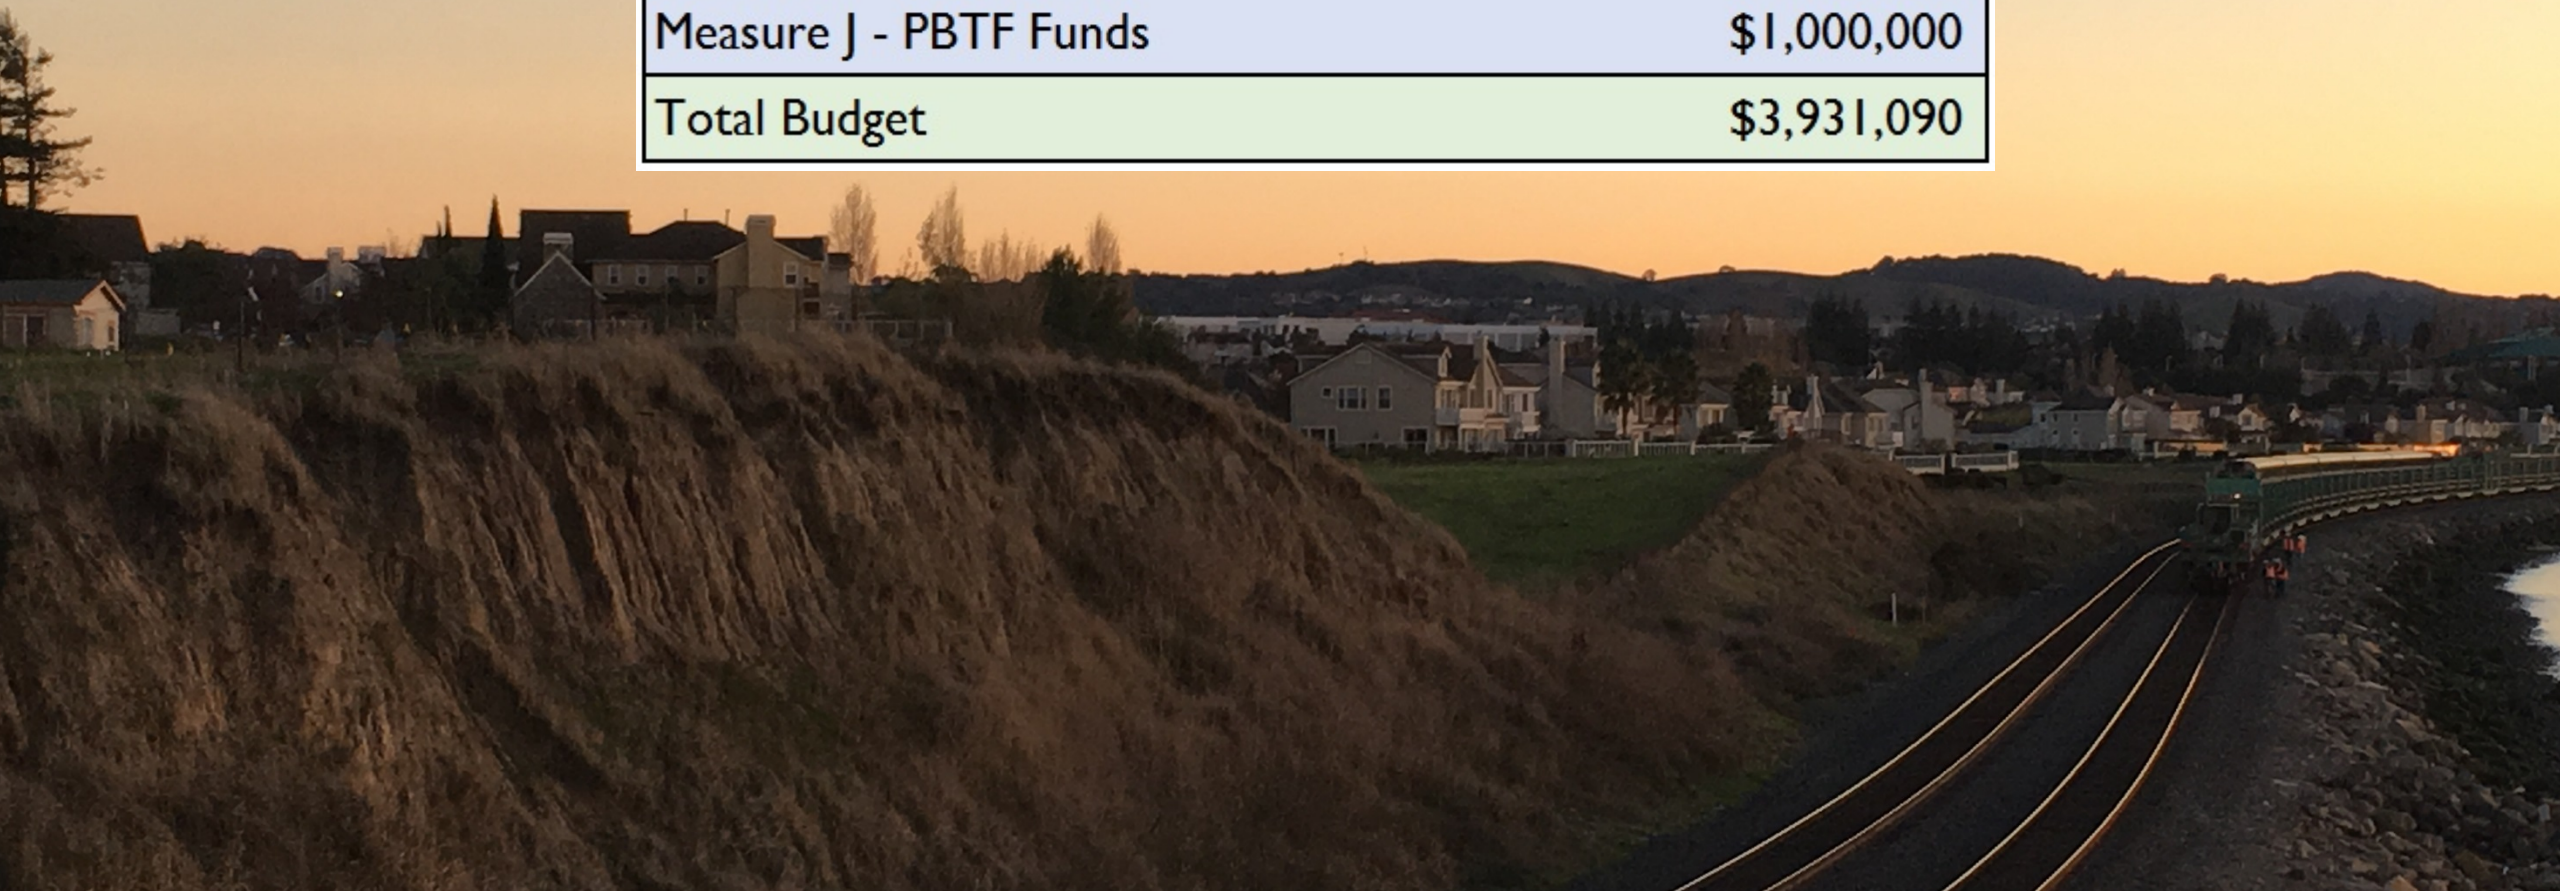 Measure J - PBTF Funds $1,000,000
Total Budget $3,931,090